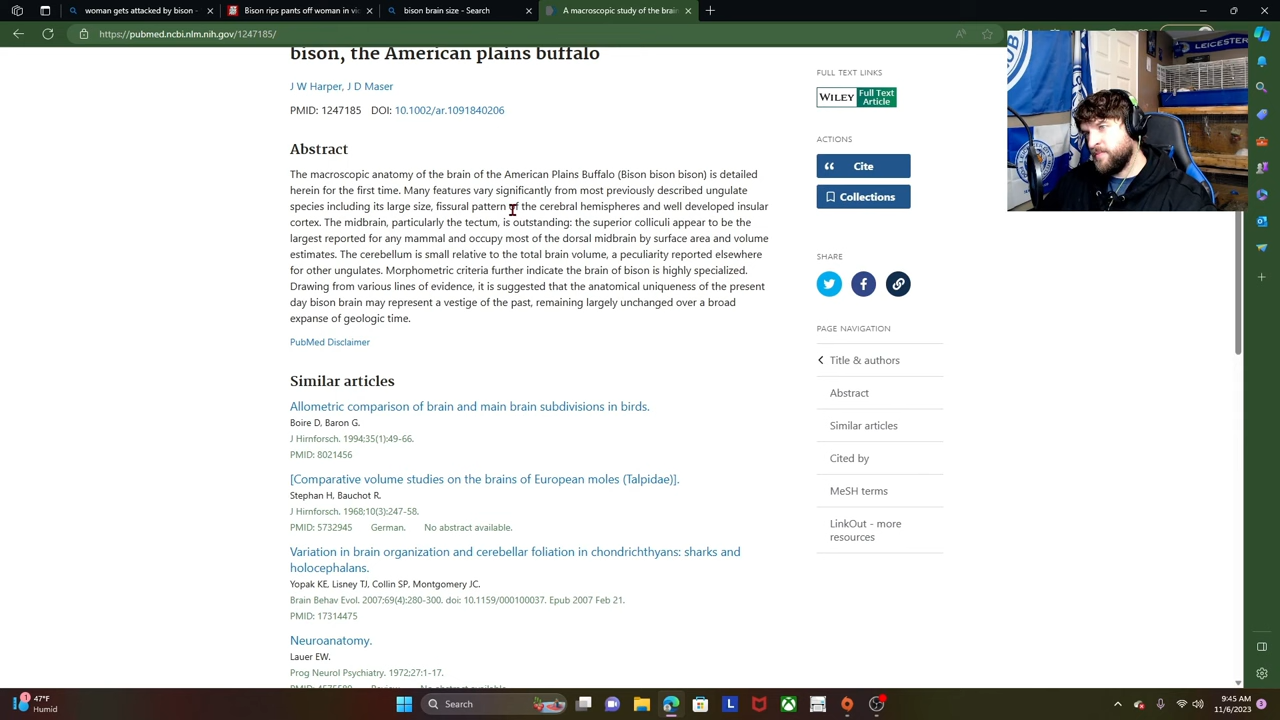 woman gets attacked by bison -
Bison rips pants of woman - Sea
bison - Search
A macroscopic study of the brain
https://pubmed.ncbi.nlm.nih.gov/1247185/
bison, the American plains buffalo
J W Harper, J D Maser
PMID: 1247185 DOI: 10.1002/ar.1091840206
Abstract
The macroscopic anatomy of the brain of the American Plains Buffalo (Bison bison bison) is detailed
herein for the first time. Many features vary significantly from most previously described ungulate
species including its large size, fissural pattern of the cerebral hemispheres and well developed insular
cortex. The midbrain, particularly the tectum, is outstanding: the superior colliculi appear to be the
largest reported for any mammal and occupy most of the dorsal midbrain by surface area and volume
estimates. The cerebellum is small relative to the total brain volume, a peculiarity reported elsewhere
for other ungulates. Morphometric criteria further indicate the brain of bison is highly specialized.
Drawing from various lines of evidence, it is suggested that the anatomical uniqueness of the present
day bison brain may represent a vestige of the past, remaining largely unchanged over a broad
expanse of geologic time.
PubMed Disclaimer
Similar articles
Allometric comparison of brain and main brain subdivisions in birds.
Boire D, Baron G.
J Hirnforsch. 1994;35(1):49-66.
PMID: 8021456
[Comparative volume studies on the brains of European moles (Talpidae)].
Stephan H, Bauchot R.
J Hirnforsch. 1968;10(3):247-58.
PMID: 5732945 German. No abstract available.
Variation in brain organization and cerebellar foliation in chondrichthyans: sharks and
holocephalans.
Yopak KE, Lisney TJ, Collin SP, Montgomery JC.
Brain Behav Evol. 2007;69(4):280-300. doi: 10.1159/000100037. Epub 2007 Feb 21.
PMID: 17314475
Neuroanatomy.
Lauer EW.
Prog Neurol Psychiatry. 1972;27:1-17.
PMID: 4575589 Review. No abstract available.
FULL TEXT LINKS
WILEY Full Text
Article
ACTIONS
Cite
Collections
SHARE
PAGE NAVIGATION
Title & authors
Abstract
Similar articles
Cited by
MeSH terms
LinkOut - more
resources
LEICESTER
47°F
Humid
Search
9:45 AM
11/6/2023